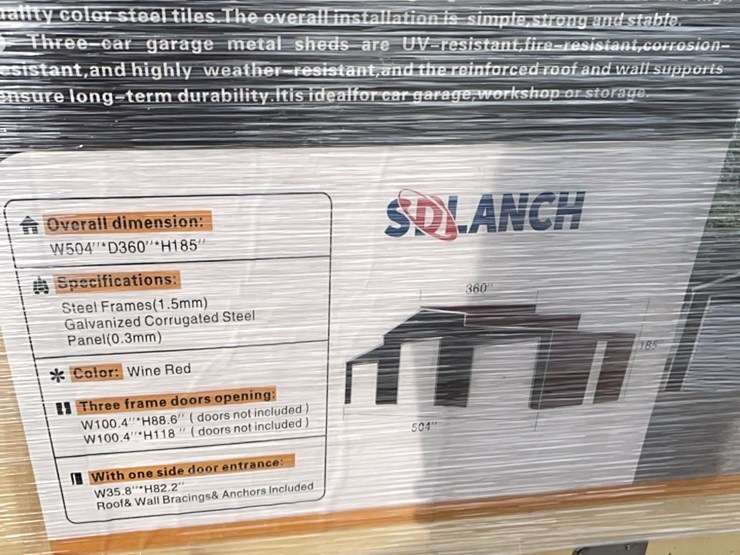 ality color steel tiles.The overall installation is simple,strong and stable.
Three-car garage metal sheds are UV-resistant,fire-resistant,corrosion-
esistant,and highly weather-resistant,and the reinforced roof and wall supports
ensure long-term durability.Itis idealfor car garage,workshop or storage.
Overall dimension:
W504''*D360''*H185''
Specifications:
Steel Frames(1.5mm)
Galvanized Corrugated Steel
Panel(0.3mm)
Color: Wine Red
Three frame doors opening:
W100.4''*H88.6'' ( doors not included )
W100.4''*H118 '' ( doors not included )
With one side door entrance:
W35.8''*H82.2''
Roof& Wall Bracings& Anchors Included
SDLANCH
360''
185''
504''